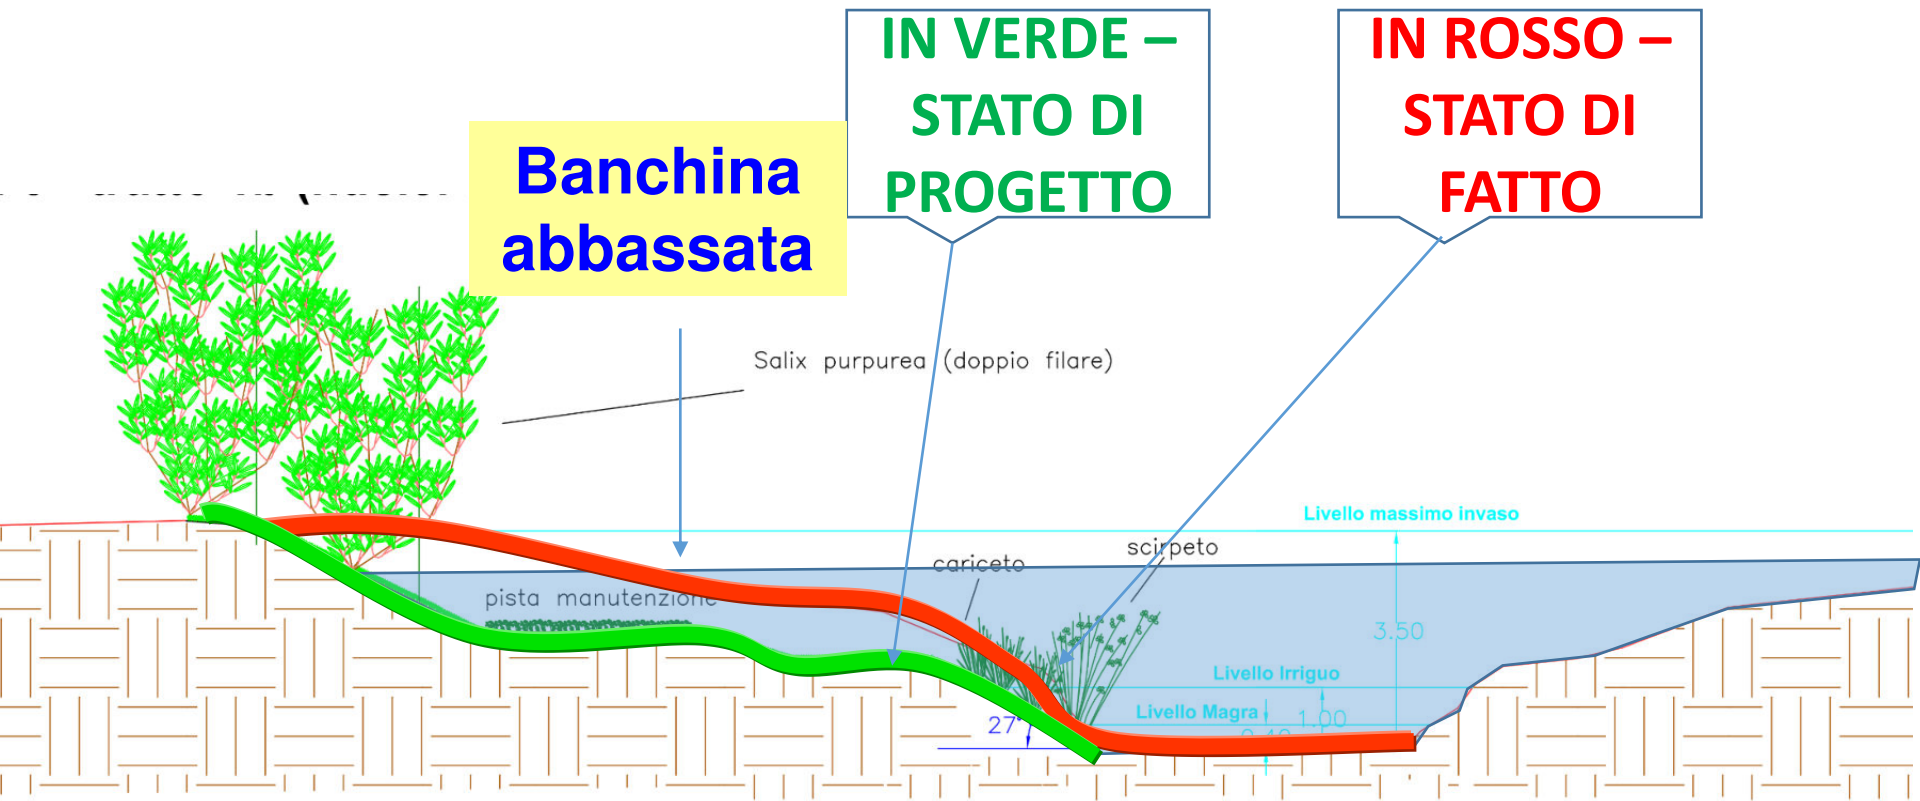 IN VERDE –
STATO DI
PROGETTO
IN ROSSO –
STATO DI
FATTO
Banchina
abbassata
Salix purpurea (doppio filare)
Livello massimo invaso
scirpeto
cariceto
pista manutenzione
3.50
Livello Irriguo
Livello Magra
1.00
27°